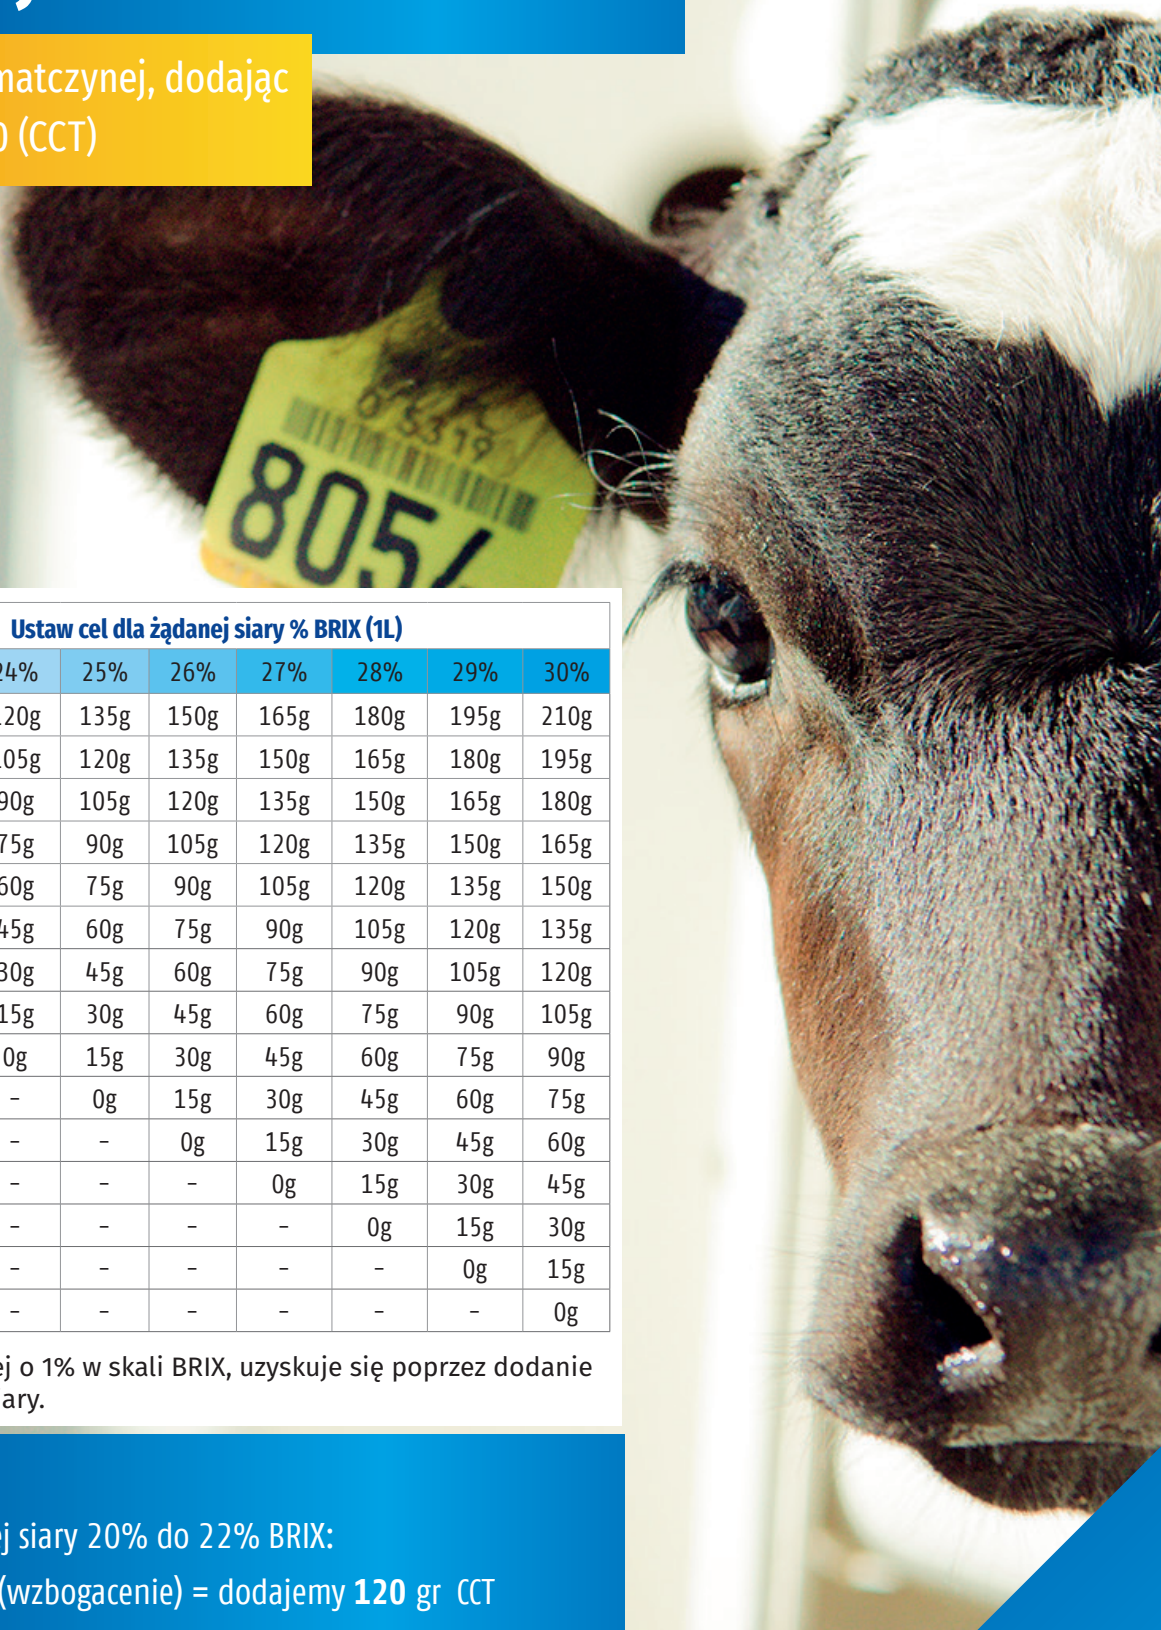 matczynej, dodając
(CCT)
075319
805
Ustaw cel dla żądanej siary % BRIX (1L)
24% 25% 26% 27% 28% 29% 30%
120g 135g 150g 165g 180g 195g 210g
105g 120g 135g 150g 165g 180g 195g
90g 105g 120g 135g 150g 165g 180g
75g 90g 105g 120g 135g 150g 165g
60g 75g 90g 105g 120g 135g 150g
45g 60g 75g 90g 105g 120g 135g
30g 45g 60g 75g 90g 105g 120g
15g 30g 45g 60g 75g 90g 105g
0g 15g 30g 45g 60g 75g 90g
– 0g 15g 30g 45g 60g 75g
– – 0g 15g 30g 45g 60g
– – – 0g 15g 30g 45g
– – – – 0g 15g 30g
– – – – – 0g 15g
– – – – – – 0g
ej o 1% w skali BRIX, uzyskuje się poprzez dodanie
iary.
ej siary 20% do 22% BRIX:
(wzbogacenie) = dodajemy 120 gr CCT